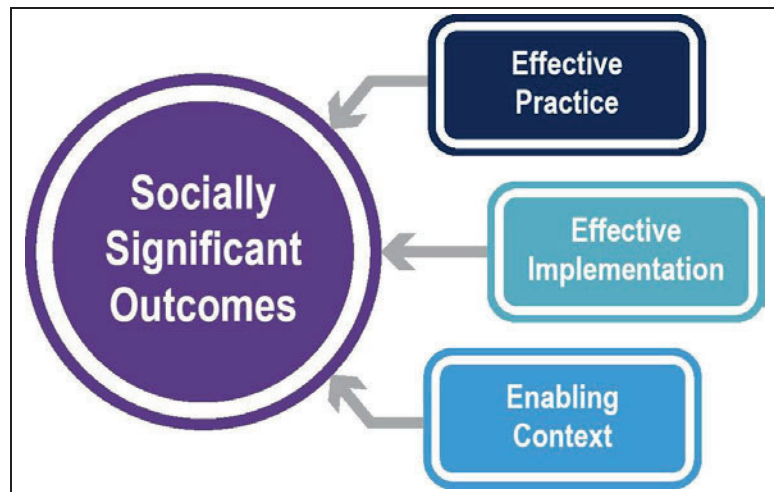 Socially
Significant
Outcomes
Effective
Practice
Effective
Implementation
Enabling
Context